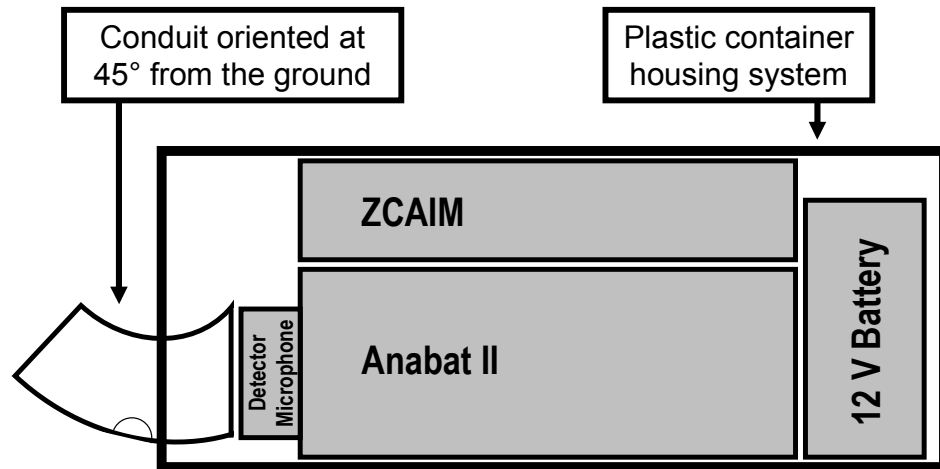 Conduit oriented at
45° from the ground
Plastic container
housing system
ZCAIM
Detector
Microphone
Anabat II
12 V Battery